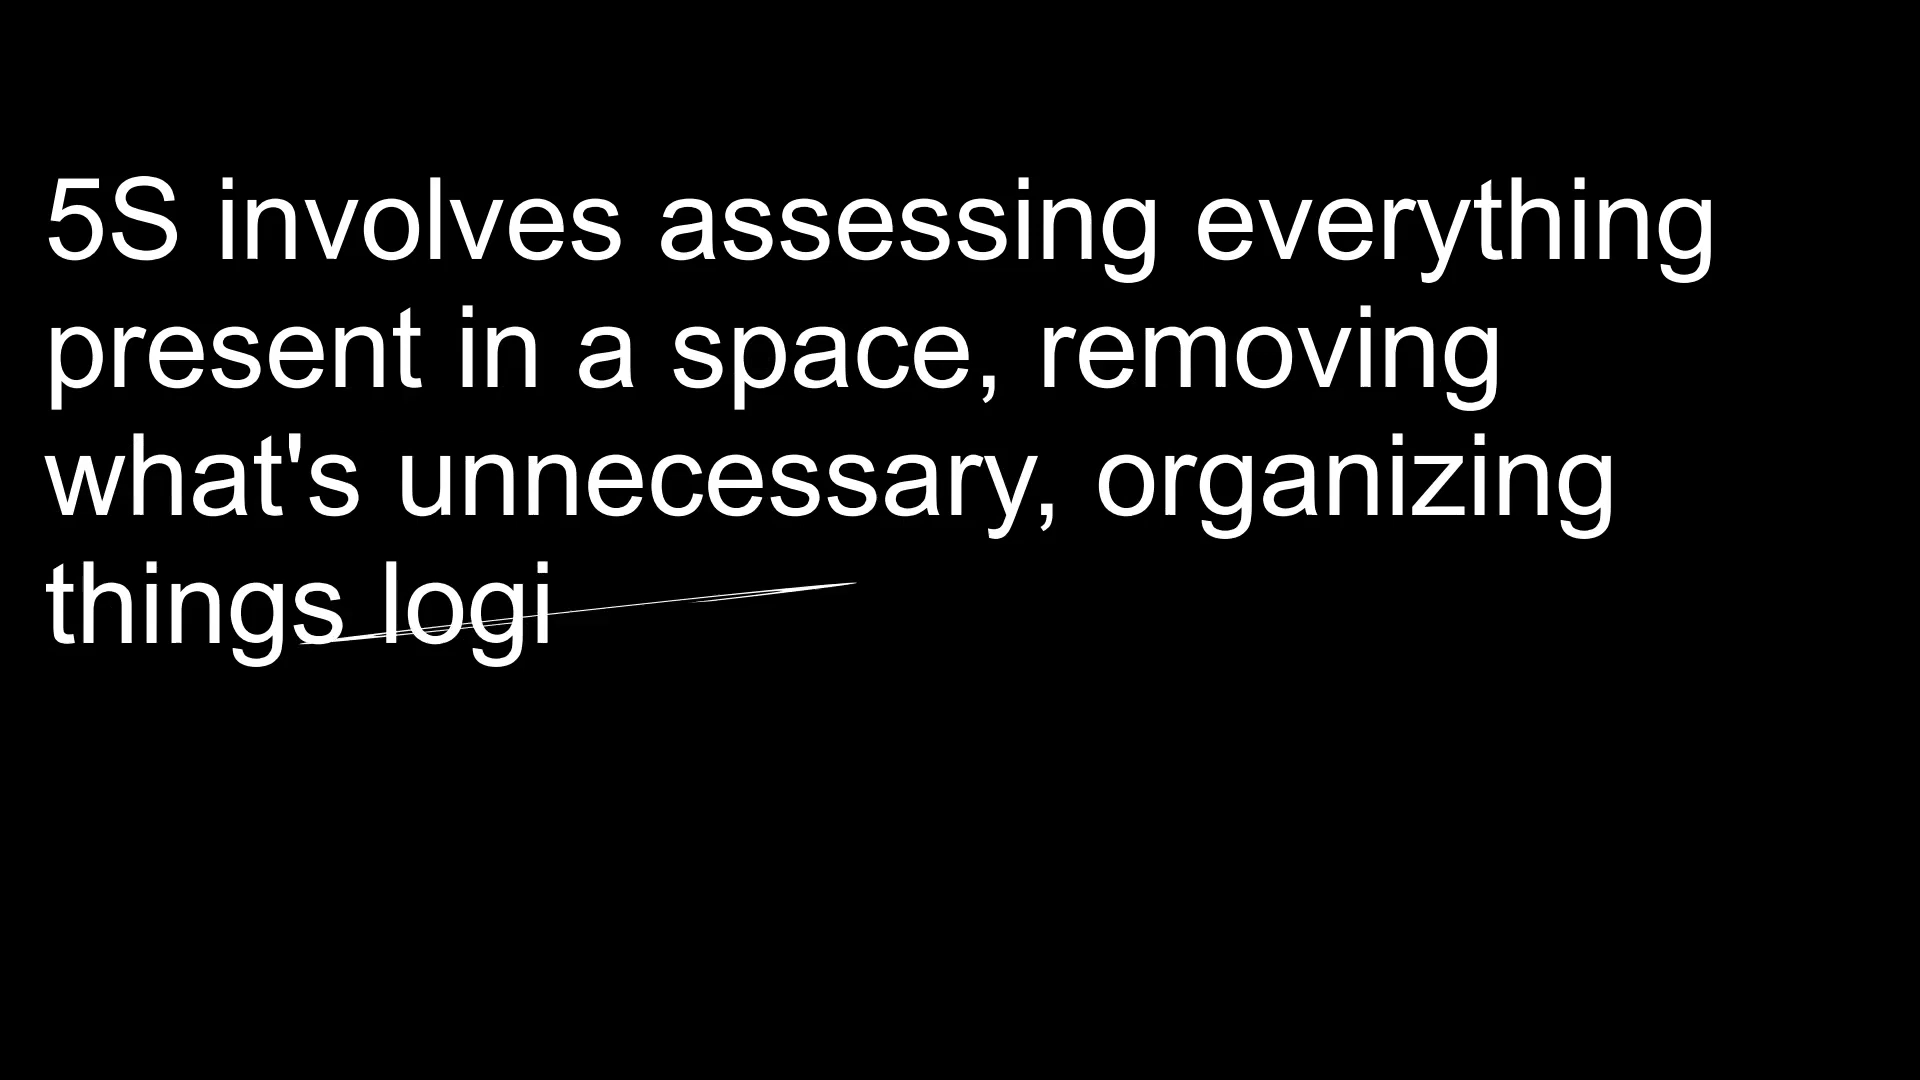 5S involves assessing everything
present in a space, removing
what's unnecessary, organizing
things logi